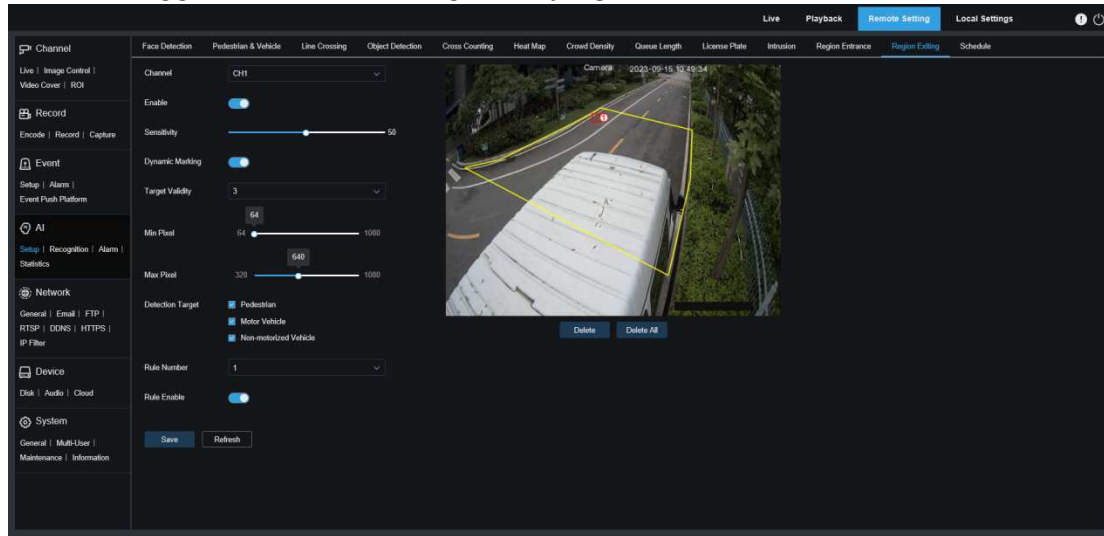 Live Playback Remote Setting Local Settings
Channel
Live | Image Control |
Video Cover | ROI
Record
Encode | Record | Capture
Event
Setup | Alarm |
Event Push Platform
AI
Setup | Recognition | Alarm |
Statistics
Network
General | Email | FTP |
RTSP | DDNS | HTTPS |
IP Filter
Device
Disk | Audio | Cloud
System
General | Multi-User |
Maintenance | Information
Face Detection Pedestrian & Vehicle Line Crossing Object Detection Cross Counting Heat Map Crowd Density Queue Length License Plate Intrusion Region Entrance Region Exiting Schedule
Channel CH1
Enable
Sensitivity 50
Dynamic Marking
Target Validity 3
64
Min Pixel 64 1080
640
Max Pixel 320 1080
Detection Target Pedestrian
Motor Vehicle
Non-motorized Vehicle
Rule Number 1
Rule Enable
Save Refresh
Camera 2023-09-15 10:49:34
1
Delete Delete All